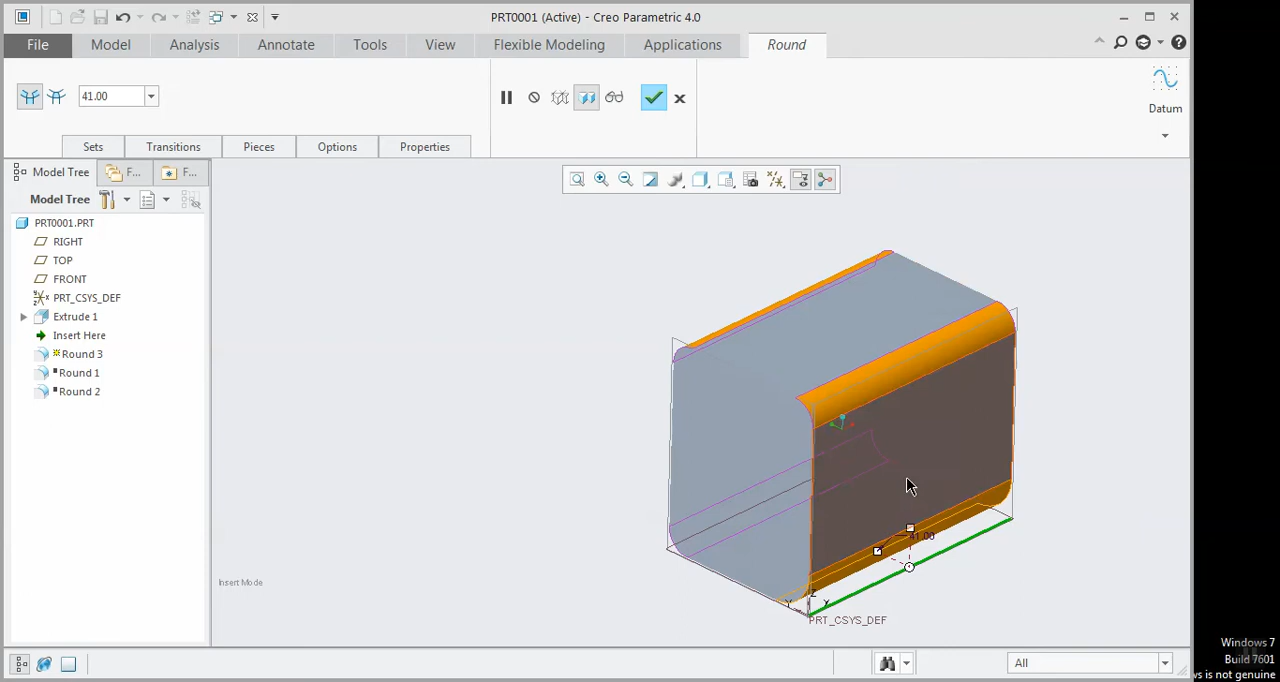 PRT0001 (Active) - Creo Parametric 4.0
File Model Analysis Annotate Tools View Flexible Modeling Applications Round
41.00
Datum
Sets Transitions Pieces Options Properties
Model Tree F... F...
Model Tree
PRT0001.PRT
RIGHT
TOP
FRONT
PRT_CSYS_DEF
Extrude 1
Insert Here
Round 3
Round 1
Round 2
41.00
Insert Mode
Z
Y
PRT_CSYS_DEF
All
Windows 7
Build 7601
ws is not genuine